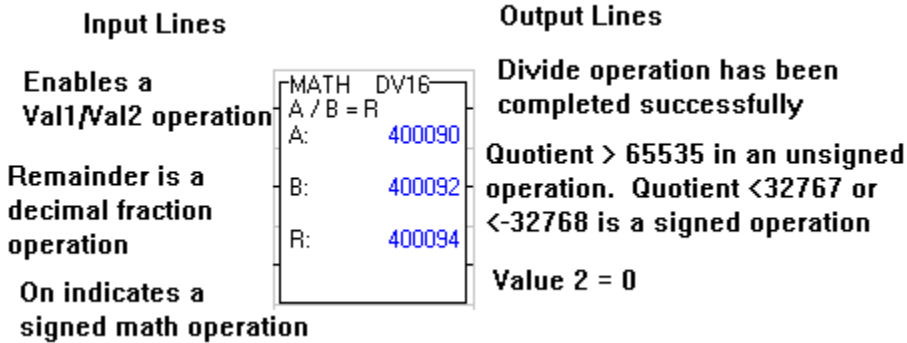 Input Lines
Enables a
Val1/Val2 operation
Remainder is a
decimal fraction
operation
On indicates a
signed math operation
MATH DV16
A / B = R
A: 400090
B: 400092
R: 400094
Output Lines
Divide operation has been
completed successfully
Quotient > 65535 in an unsigned
operation. Quotient <32767 or
<-32768 is a signed operation
Value 2 = 0